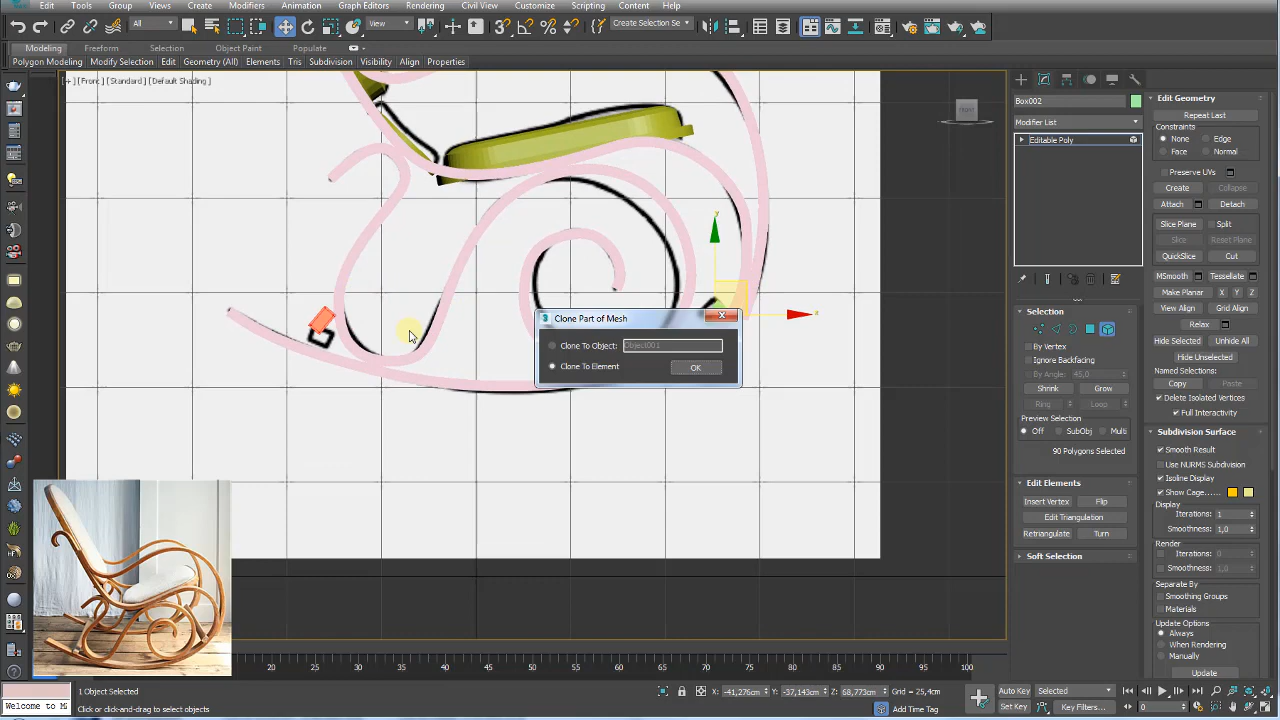 Edit Tools Group Views Create Modifiers Animation Graph Editors Rendering Civil View Customize Scripting Content Help
All View Create Selection Se
Modeling Freeform Selection Object Paint Populate
Polygon Modeling Modify Selection Edit Geometry (All) Elements Tris Subdivision Visibility Align Properties
[+] [Front] [Standard] [Default Shading]
FRONT
y
x
Clone Part of Mesh
Clone To Object: Object001
Clone To Element OK
Box002
Modifier List
Editable Poly
Selection
By Vertex
Ignore Backfacing
By Angle: 45,0
Shrink Grow
Ring Loop
Preview Selection
Off SubObj Multi
90 Polygons Selected
Edit Elements
Insert Vertex Flip
Edit Triangulation
Retriangulate Turn
Soft Selection
Edit Geometry
Repeat Last
Constraints
None Edge
Face Normal
Preserve UVs
Create Collapse
Attach Detach
Slice Plane Split
Slice Reset Plane
QuickSlice Cut
MSmooth Tessellate
Make Planar X Y Z
View Align Grid Align
Relax
Hide Selected Unhide All
Hide Unselected
Named Selections:
Copy Paste
Delete Isolated Vertices
Full Interactivity
Subdivision Surface
Smooth Result
Use NURMS Subdivision
Isoline Display
Show Cage......
Display
Iterations: 1
Smoothness: 1,0
Render
Iterations: 0
Smoothness: 1,0
Separate By
Smoothing Groups
Materials
Update Options
Always
When Rendering
Manually
Update
20 25 30 35 40 45 50 55 60 65 70 75 80 85 90 95 100
1 Object Selected X: -41,276cm Y: -37,143cm Z: 68,773cm Grid = 25,4cm Auto Key Selected
Welcome to M Click or click-and-drag to select objects Add Time Tag Set Key Key Filters... 0